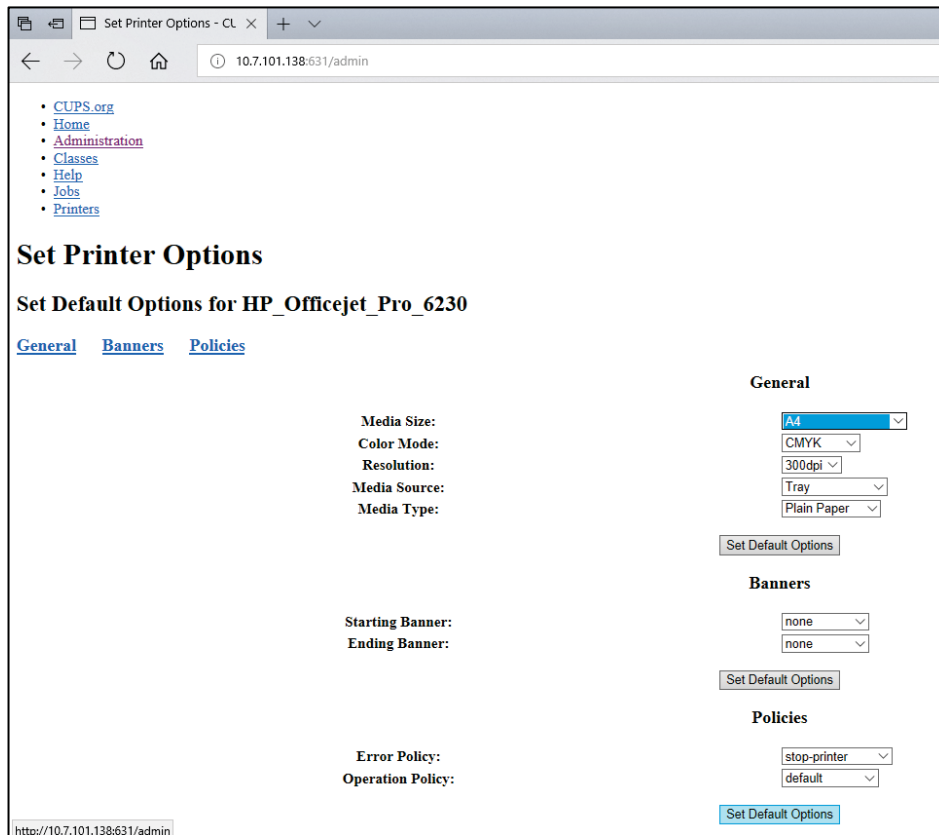 Set Printer Options - CU
10.7.101.138:631/admin
CUPS.org
Home
Administration
Classes
Help
Jobs
Printers
Set Printer Options
Set Default Options for HP_Officejet_Pro_6230
General Banners Policies
General
Media Size: A4
Color Mode: CMYK
Resolution: 300dpi
Media Source: Tray
Media Type: Plain Paper
Set Default Options
Banners
Starting Banner: none
Ending Banner: none
Set Default Options
Policies
Error Policy: stop-printer
Operation Policy: default
Set Default Options
http://10.7.101.138:631/admin